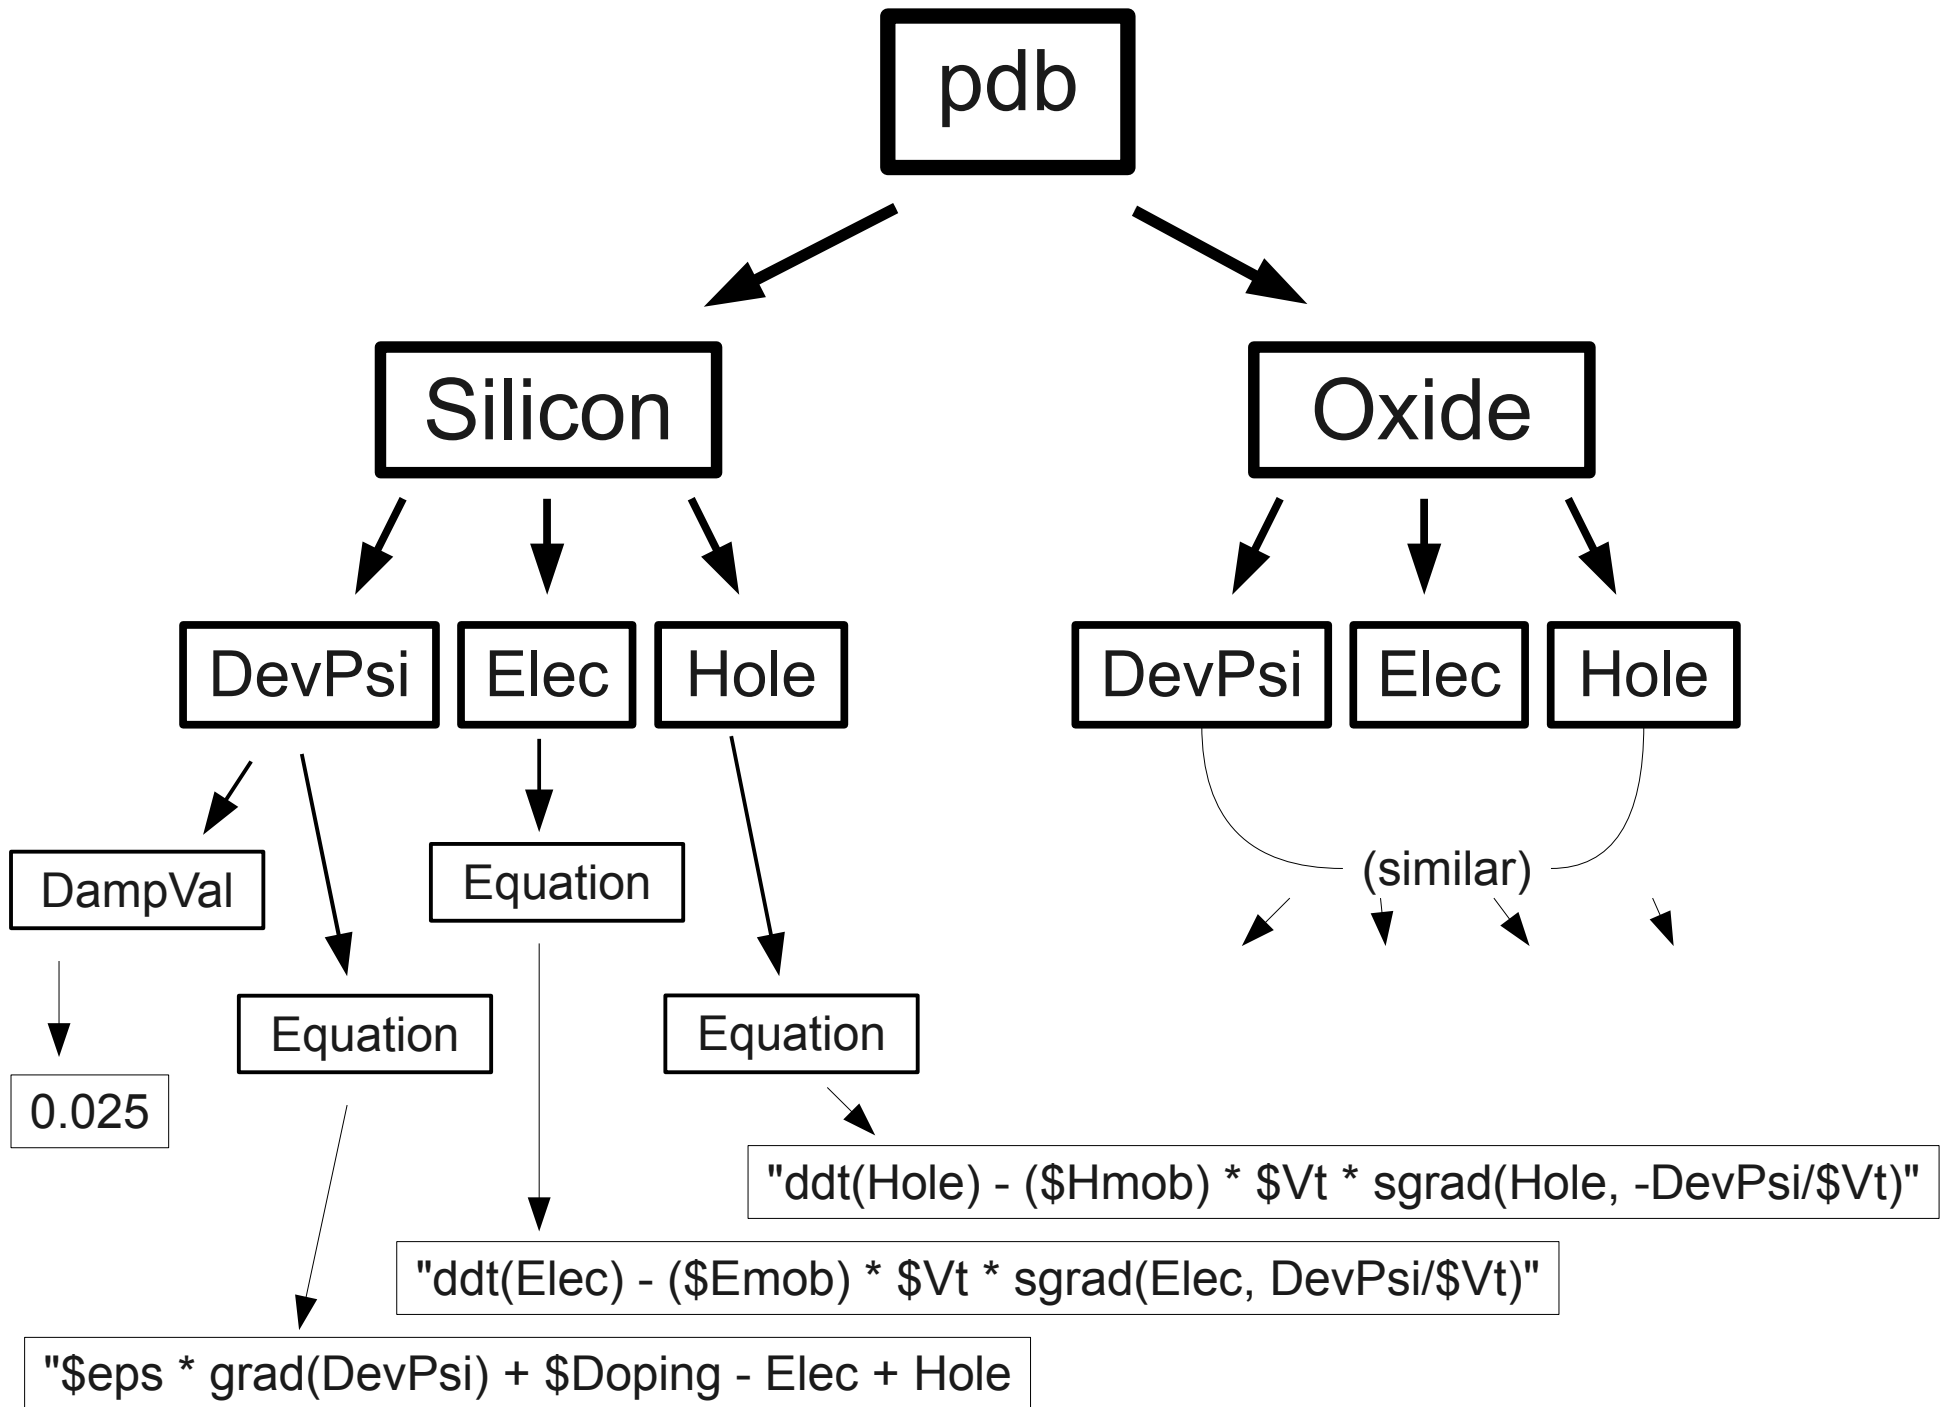 pdb
Silicon
Oxide
DevPsi
Elec
Hole
DevPsi
Elec
Hole
DampVal
Equation
(similar)
Equation
Equation
0.025
"ddt(Hole) - ($Hmob) * $Vt * sgrad(Hole, -DevPsi/$Vt)"
"ddt(Elec) - ($Emob) * $Vt * sgrad(Elec, DevPsi/$Vt)"
"$eps * grad(DevPsi) + $Doping - Elec + Hole